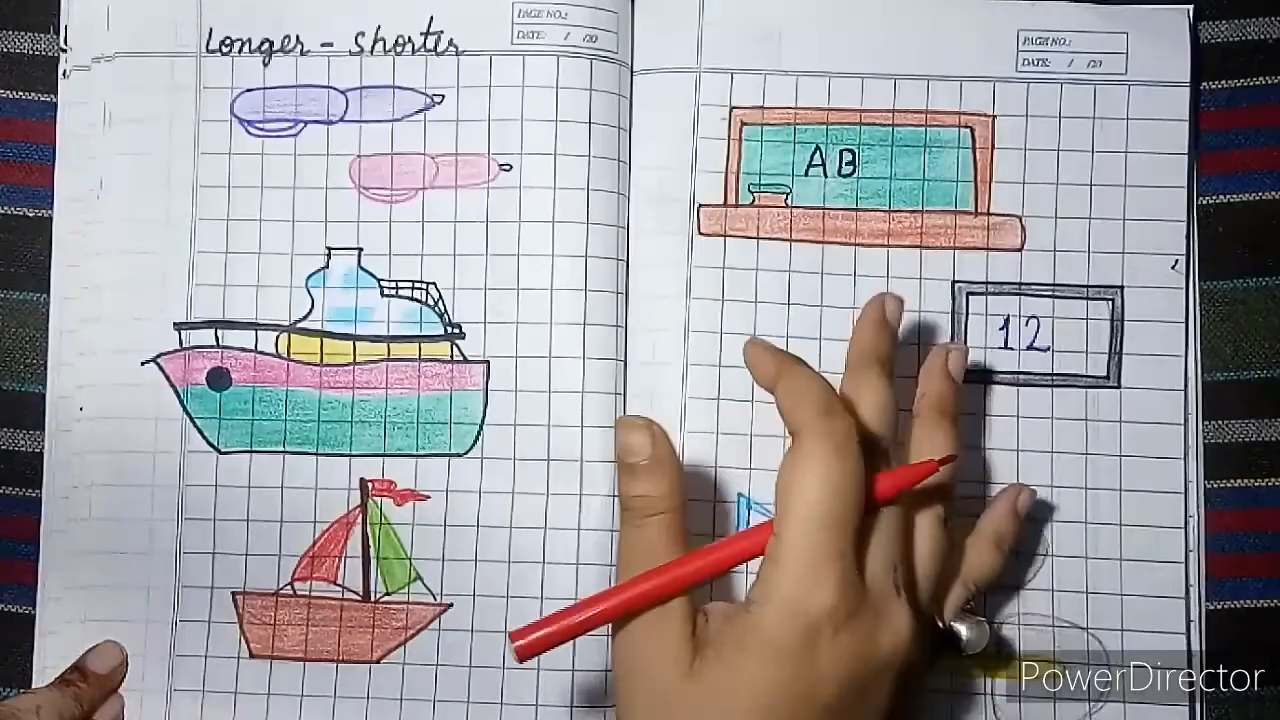 Longer - Shorter
PAGE NO.:
DATE: / /20
PAGE NO.:
DATE: / /20
AB
12
PowerDirector